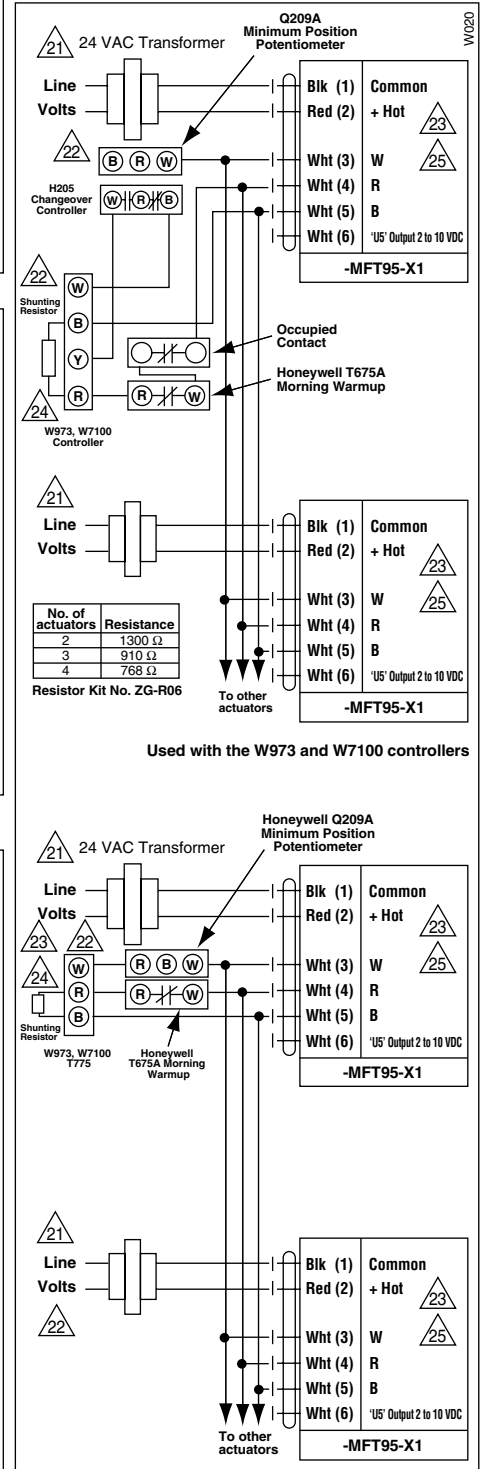 W020
Q209A
Minimum Position
Potentiometer
21
24 VAC Transformer
Line
Volts
Blk (1) Common
Red (2) + Hot
23
22
B R W
Wht (3) W
25
H205
Changeover
Controller
W R B
Wht (4) R
Wht (5) B
Wht (6) 'U5' Output 2 to 10 VDC
-MFT95-X1
22
Shunting
Resistor
W
B
Y
R
24
W973, W7100
Controller
Occupied
Contact
Honeywell T675A
Morning Warmup
R W
21
Line
Volts
Blk (1) Common
Red (2) + Hot
23
Wht (3) W
25
Wht (4) R
Wht (5) B
Wht (6) 'U5' Output 2 to 10 VDC
-MFT95-X1
No. of actuators Resistance
2 1300 Ω
3 910 Ω
4 768 Ω
Resistor Kit No. ZG-R06
To other
actuators
Used with the W973 and W7100 controllers
Honeywell Q209A
Minimum Position
Potentiometer
21
24 VAC Transformer
Line
Volts
Blk (1) Common
Red (2) + Hot
23
23
22
24
W
R
B
R B W
R W
Wht (3) W
25
Wht (4) R
Wht (5) B
Wht (6) 'U5' Output 2 to 10 VDC
-MFT95-X1
Shunting
Resistor
W973, W7100
T775
Honeywell
T675A Morning
Warmup
21
Line
Volts
22
Blk (1) Common
Red (2) + Hot
23
Wht (3) W
25
Wht (4) R
Wht (5) B
Wht (6) 'U5' Output 2 to 10 VDC
-MFT95-X1
To other
actuators